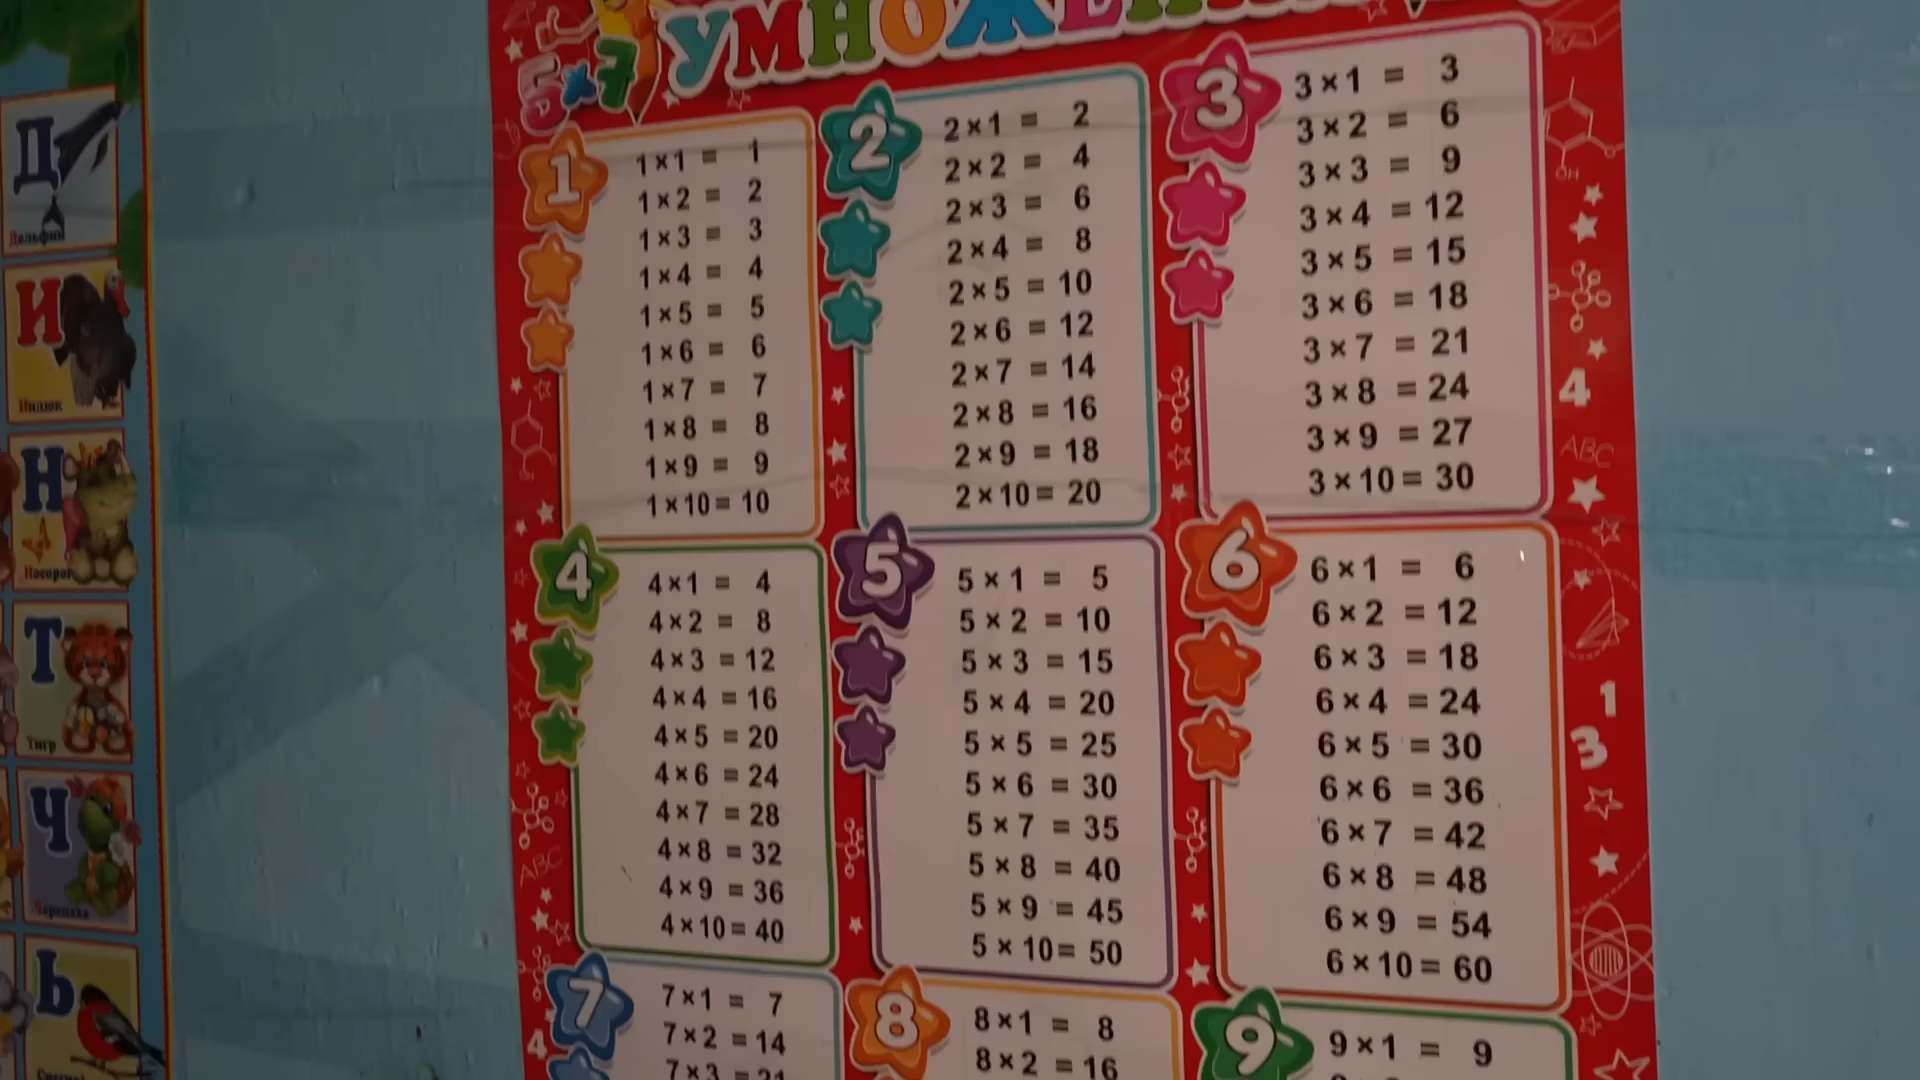 УМНОЖЕНИ
5×7
1
1×1 = 1
1×2 = 2
1×3 = 3
1×4 = 4
1×5 = 5
1×6 = 6
1×7 = 7
1×8 = 8
1×9 = 9
1×10= 10
2
2×1 = 2
2×2 = 4
2×3 = 6
2×4 = 8
2×5 = 10
2×6 = 12
2×7 = 14
2×8 = 16
2×9 = 18
2×10= 20
3
3×1 = 3
3×2 = 6
3×3 = 9
3×4 = 12
3×5 = 15
3×6 = 18
3×7 = 21
3×8 = 24
3×9 = 27
3×10= 30
4
4×1 = 4
4×2 = 8
4×3 = 12
4×4 = 16
4×5 = 20
4×6 = 24
4×7 = 28
4×8 = 32
4×9 = 36
4×10= 40
5
5×1 = 5
5×2 = 10
5×3 = 15
5×4 = 20
5×5 = 25
5×6 = 30
5×7 = 35
5×8 = 40
5×9 = 45
5×10= 50
6
6×1 = 6
6×2 = 12
6×3 = 18
6×4 = 24
6×5 = 30
6×6 = 36
6×7 = 42
6×8 = 48
6×9 = 54
6×10= 60
7
7×1 = 7
7×2 = 14
7×3 = 21
8
8×1 = 8
8×2 = 16
9
9×1 = 9
OH
4
ABC
1
3
ABC
4
Д
Дельфин
И
Индюк
Н
Носорог
Т
Тигр
Ч
Черепаха
Ь